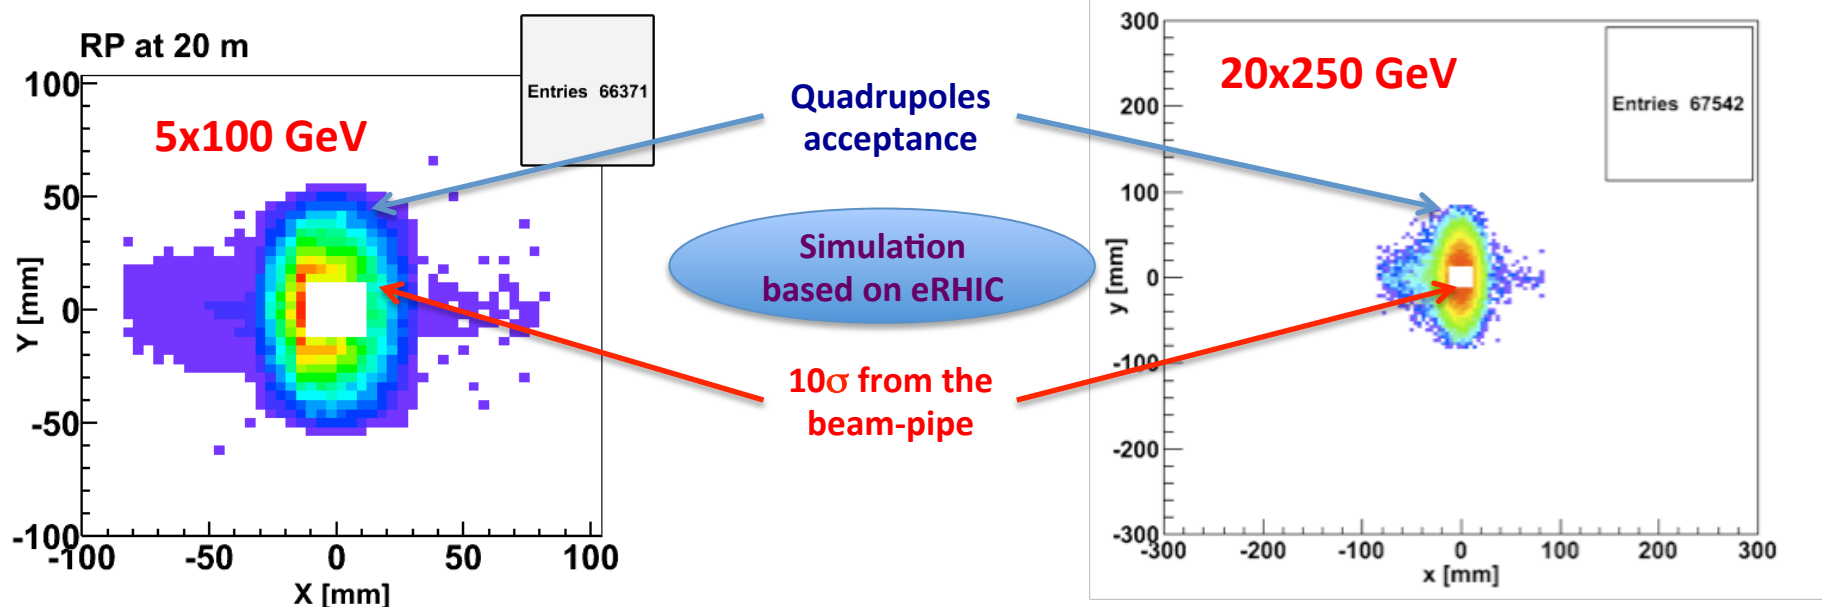 RP at 20 m
Entries 66371
5x100 GeV
100
50
0
-50
-100
Y [mm]
-100
-50
0
50
100
X [mm]
Quadrupoles
acceptance
Simulation
based on eRHIC
10σ from the
beam-pipe
20x250 GeV
Entries 67542
300
200
100
0
-100
-200
-300
y [mm]
-300
-200
-100
0
100
200
300
x [mm]